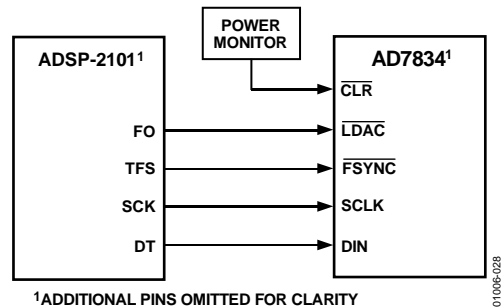 POWER
MONITOR
ADSP-2101¹
AD7834¹
CLR
FO
LDAC
TFS
FSYNC
SCK
SCLK
DT
DIN
¹ADDITIONAL PINS OMITTED FOR CLARITY
01006-028